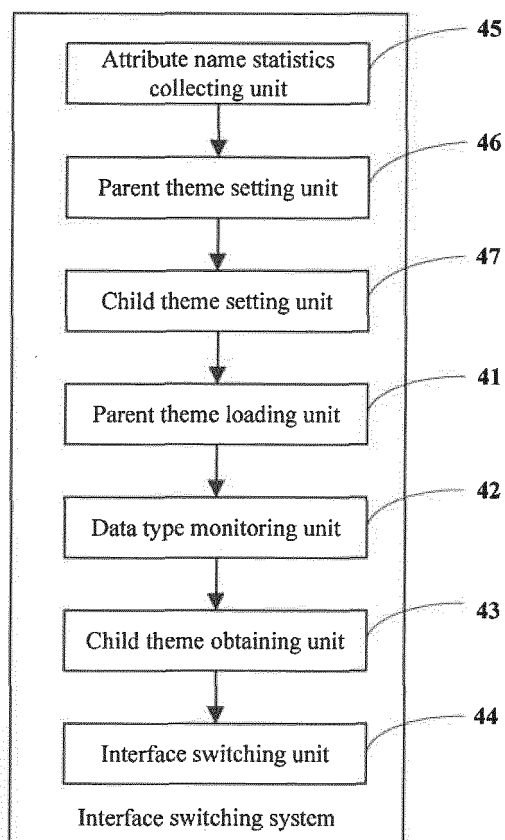 45
Attribute name statistics
collecting unit
46
Parent theme setting unit
47
Child theme setting unit
41
Parent theme loading unit
42
Data type monitoring unit
43
Child theme obtaining unit
44
Interface switching unit
Interface switching system